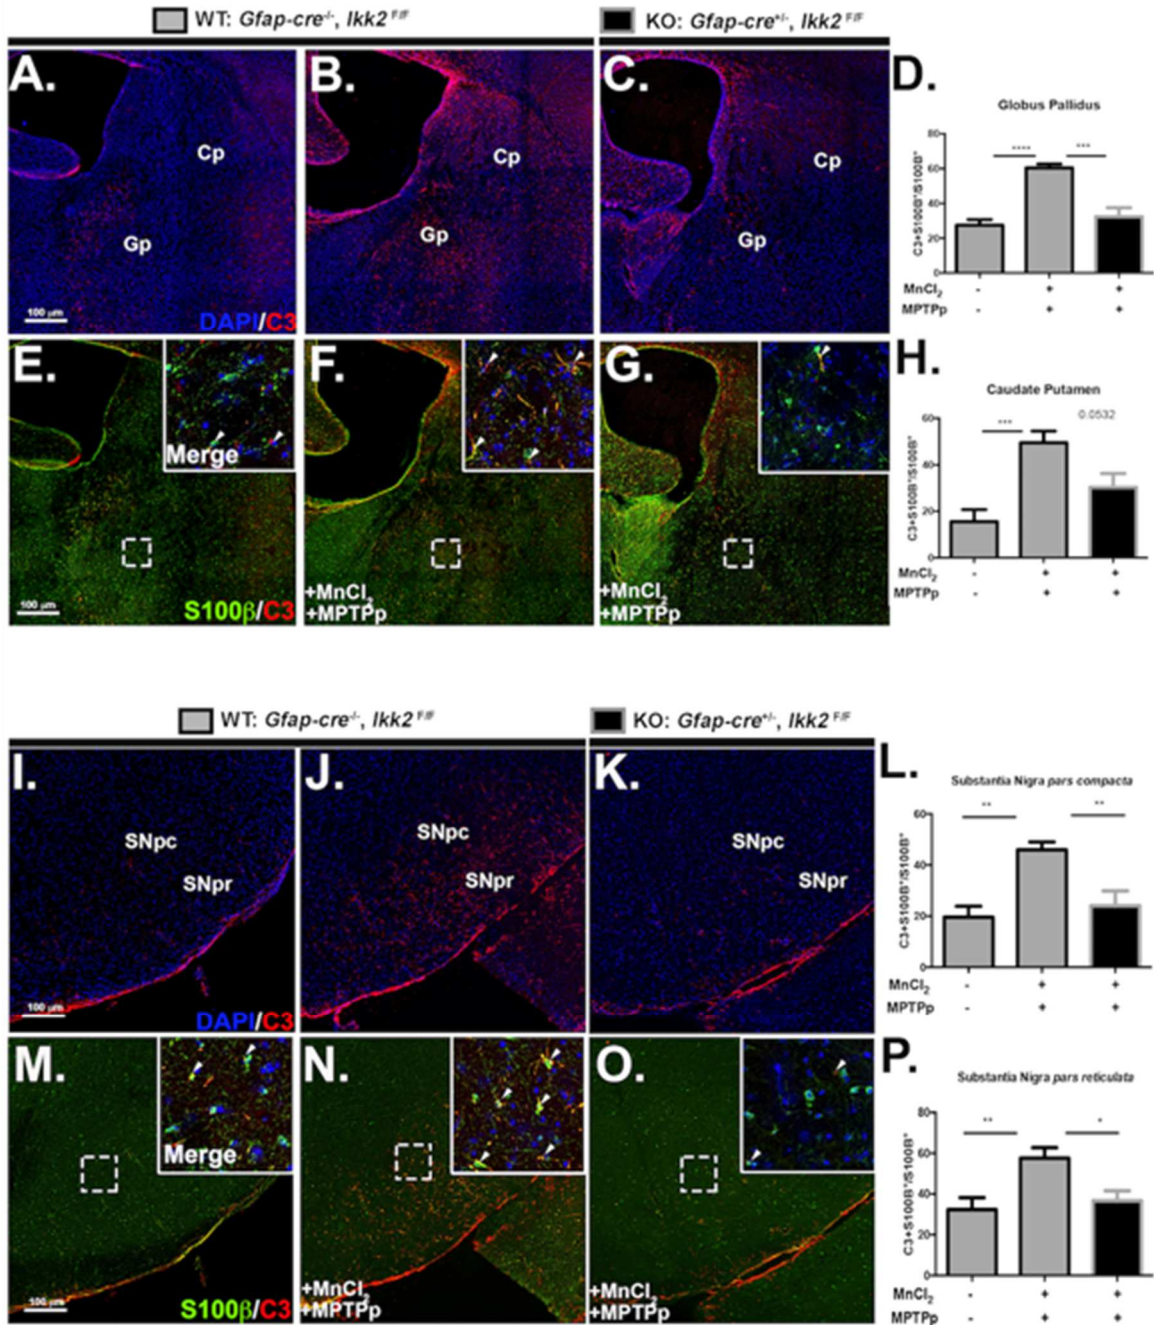 WT: Gfap-cre-/-, Ikk2 F/F
KO: Gfap-cre+/-, Ikk2 F/F
A.
B.
C.
D.
Cp
Gp
Cp
Gp
Cp
Gp
100 µm
DAPI/C3
Globus Pallidus
C3+S100B+/S100B+
80
60
40
20
0
****
***
MnCl2 - + +
MPTPp - + +
E.
F.
G.
H.
Merge
100 µm
S100β/C3
+MnCl2
+MPTPp
+MnCl2
+MPTPp
Caudate Putamen
C3+S100B+/S100B+
60
40
20
0
***
0.0532
MnCl2 - + +
MPTPp - + +
WT: Gfap-cre-/-, Ikk2 F/F
KO: Gfap-cre+/-, Ikk2 F/F
I.
J.
K.
L.
SNpc
SNpr
SNpc
SNpr
SNpc
SNpr
100 µm
DAPI/C3
Substantia Nigra pars compacta
C3+S100B+/S100B+
60
40
20
0
**
**
MnCl2 - + +
MPTPp - + +
M.
N.
O.
P.
Merge
100 µm
S100β/C3
+MnCl2
+MPTPp
+MnCl2
+MPTPp
Substantia Nigra pars reticulata
C3+S100B+/S100B+
80
60
40
20
0
**
*
MnCl2 - + +
MPTPp - + +